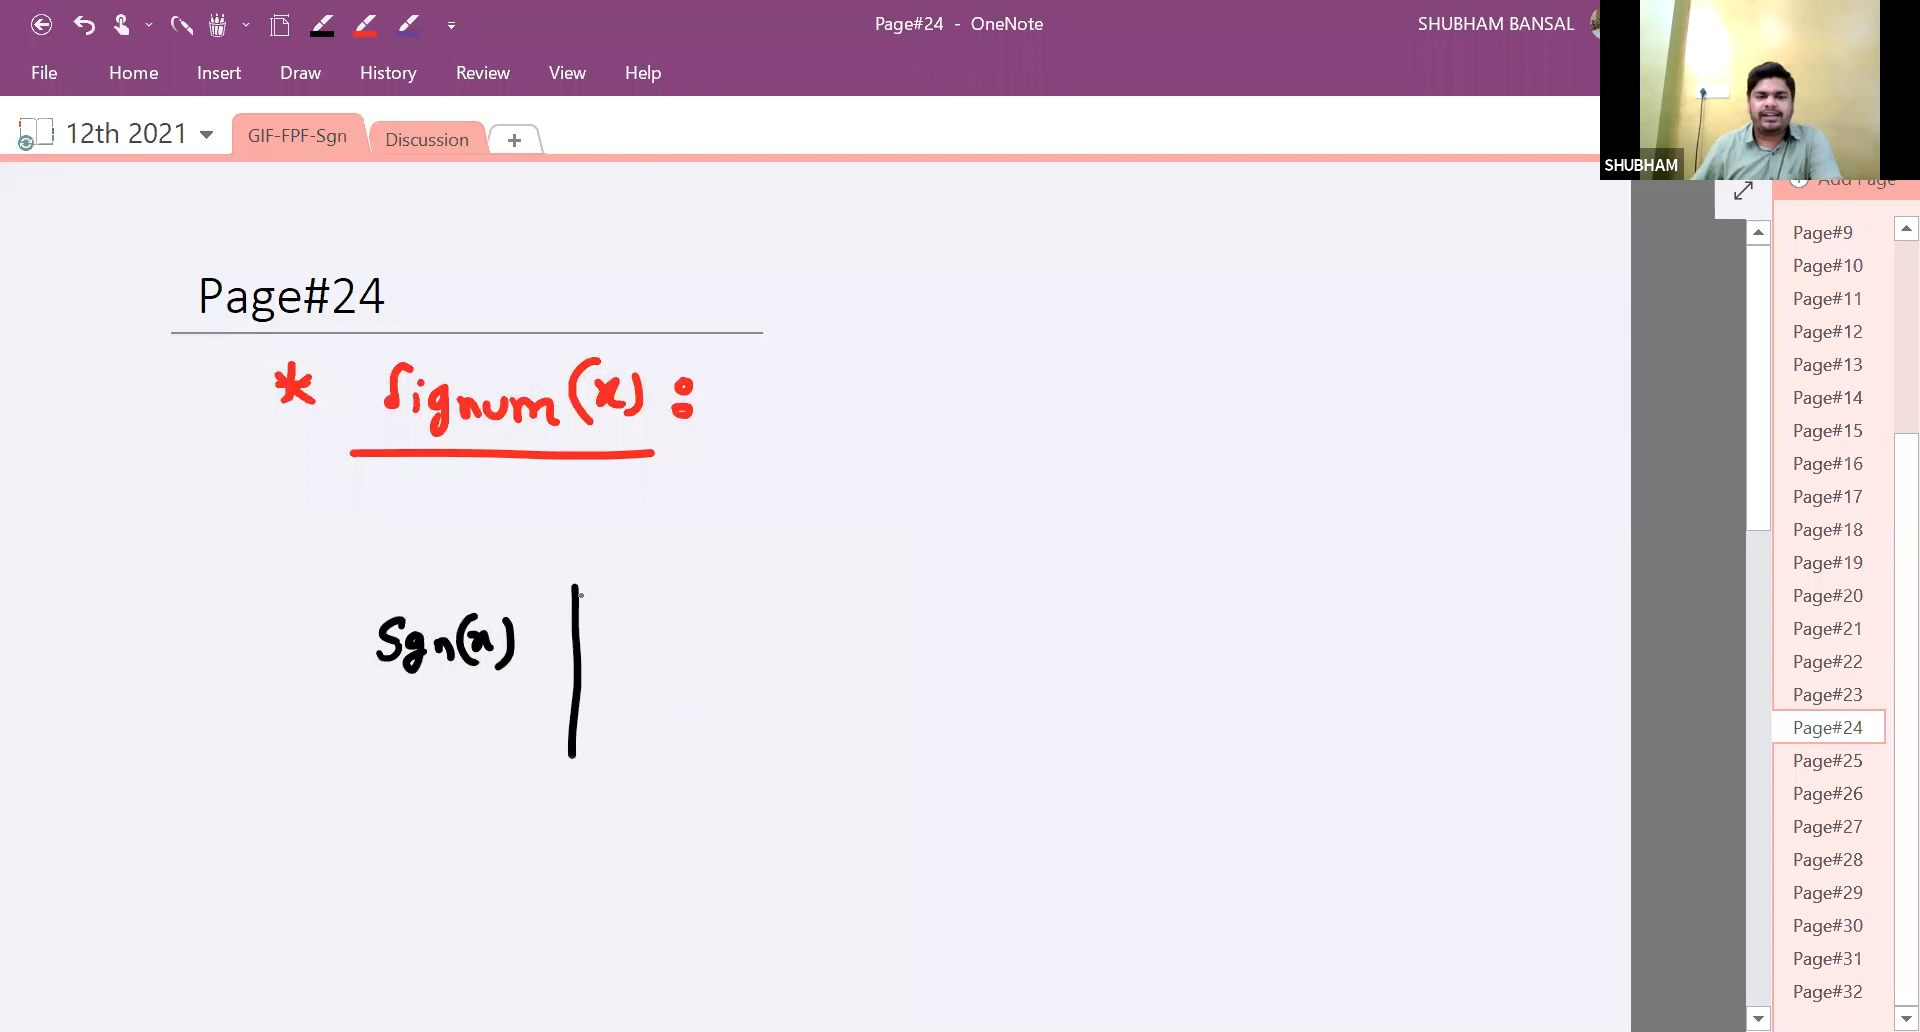 Page#24 - OneNote
SHUBHAM BANSAL
File Home Insert Draw History Review View Help
12th 2021
GIF-FPF-Sgn
Discussion
SHUBHAM
Add Page
Page#24
* Signum(x) :
Sgn(x)
Page#9
Page#10
Page#11
Page#12
Page#13
Page#14
Page#15
Page#16
Page#17
Page#18
Page#19
Page#20
Page#21
Page#22
Page#23
Page#24
Page#25
Page#26
Page#27
Page#28
Page#29
Page#30
Page#31
Page#32